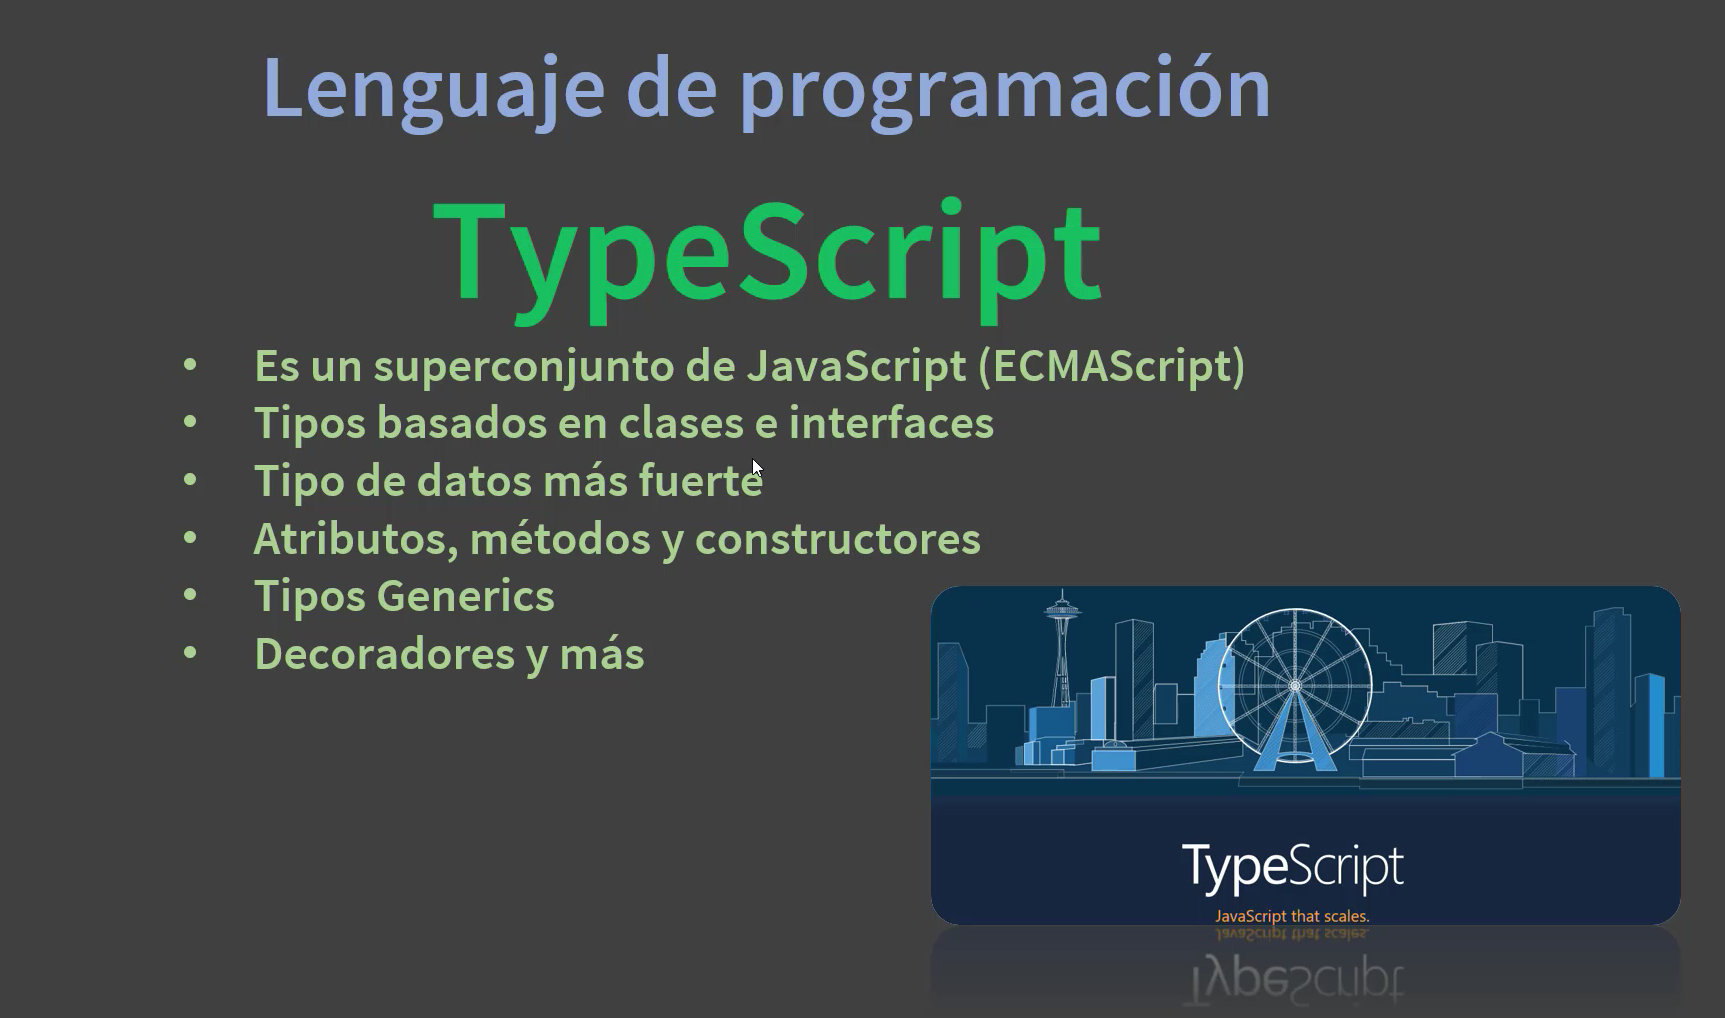 Lenguaje de programación
TypeScript
• Es un superconjunto de JavaScript (ECMAScript)
• Tipos basados en clases e interfaces
• Tipo de datos más fuerte
• Atributos, métodos y constructores
• Tipos Generics
• Decoradores y más
TypeScript
JavaScript that scales.